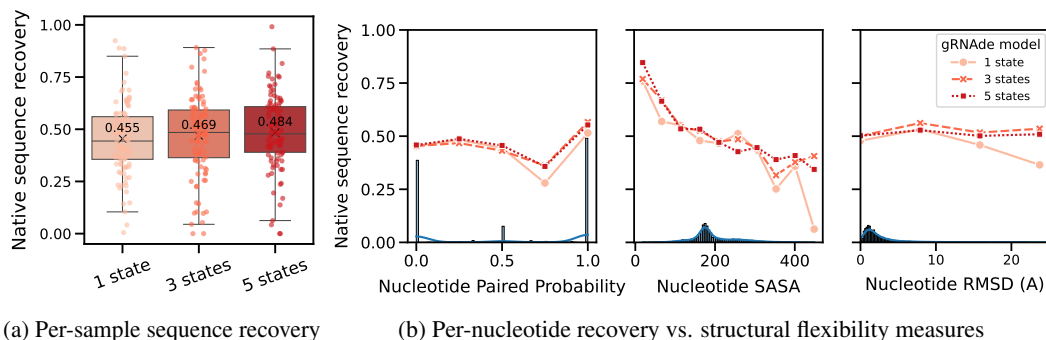 Native sequence recovery
1.00
0.75
0.50
0.25
0.00
0.455
0.469
0.484
1 state
3 states
5 states
(a) Per-sample sequence recovery
Native sequence recovery
1.00
0.75
0.50
0.25
0.00
0.0
0.5
1.0
Nucleotide Paired Probability
0
200
400
Nucleotide SASA
gRNAde model
1 state
3 states
5 states
0
10
20
Nucleotide RMSD (A)
(b) Per-nucleotide recovery vs. structural flexibility measures